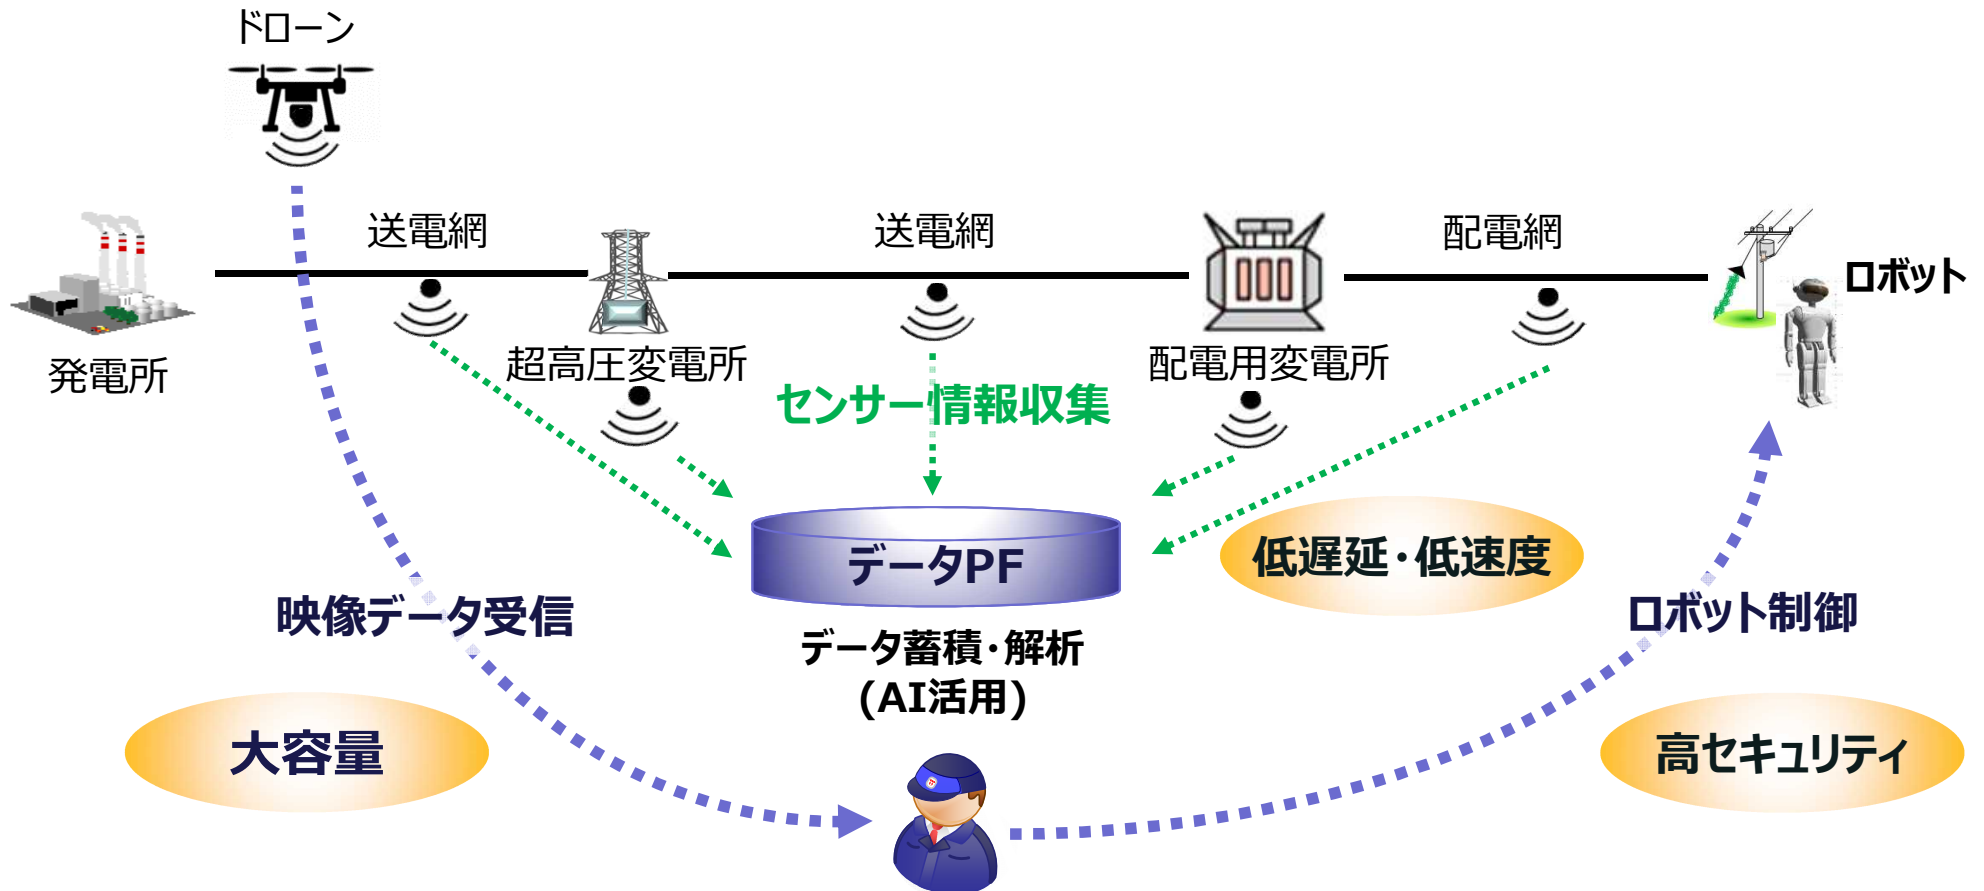 ドローン
送電網
送電網
配電網
ロボット
発電所
超高圧変電所
配電用変電所
センサー情報収集
データPF
低遅延・低速度
映像データ受信
データ蓄積・解析
(AI活用)
ロボット制御
大容量
高セキュリティ